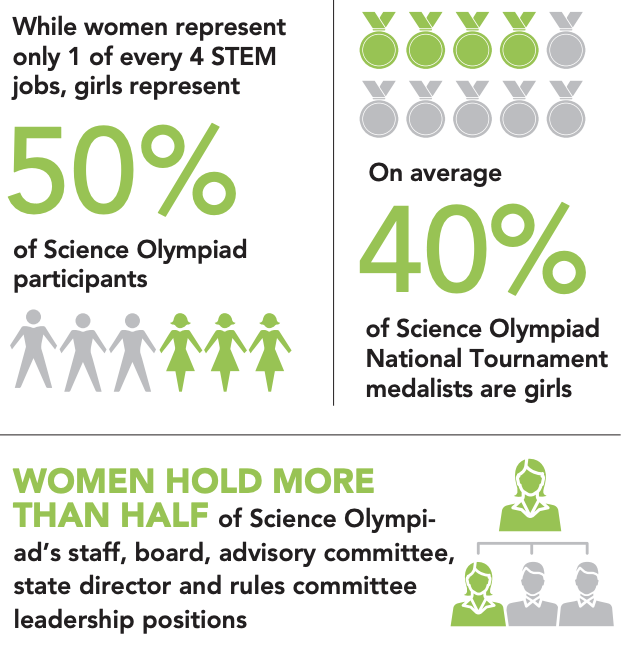 While women represent
only 1 of every 4 STEM
jobs, girls represent
50%
of Science Olympiad
participants
On average
40%
of Science Olympiad
National Tournament
medalists are girls
WOMEN HOLD MORE
THAN HALF of Science Olympi-
ad's staff, board, advisory committee,
state director and rules committee
leadership positions